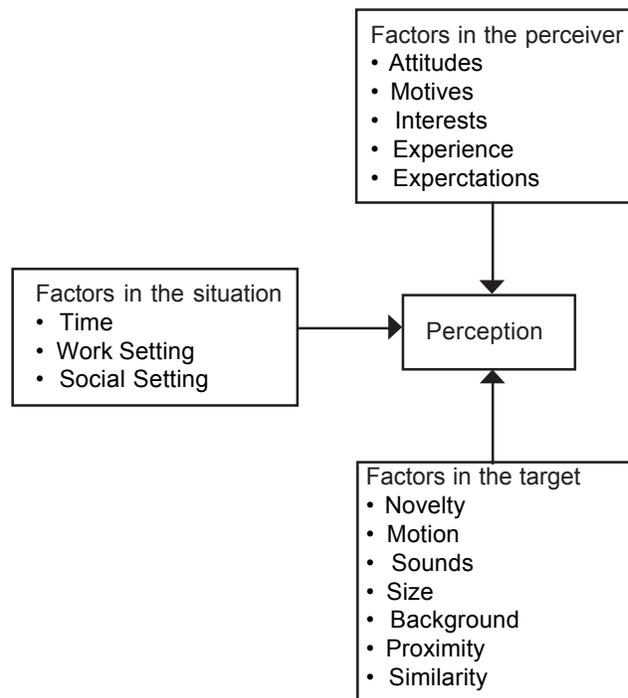 Factors in the perceiver
• Attitudes
• Motives
• Interests
• Experience
• Experctations
Factors in the situation
• Time
• Work Setting
• Social Setting
Perception
Factors in the target
• Novelty
• Motion
• Sounds
• Size
• Background
• Proximity
• Similarity